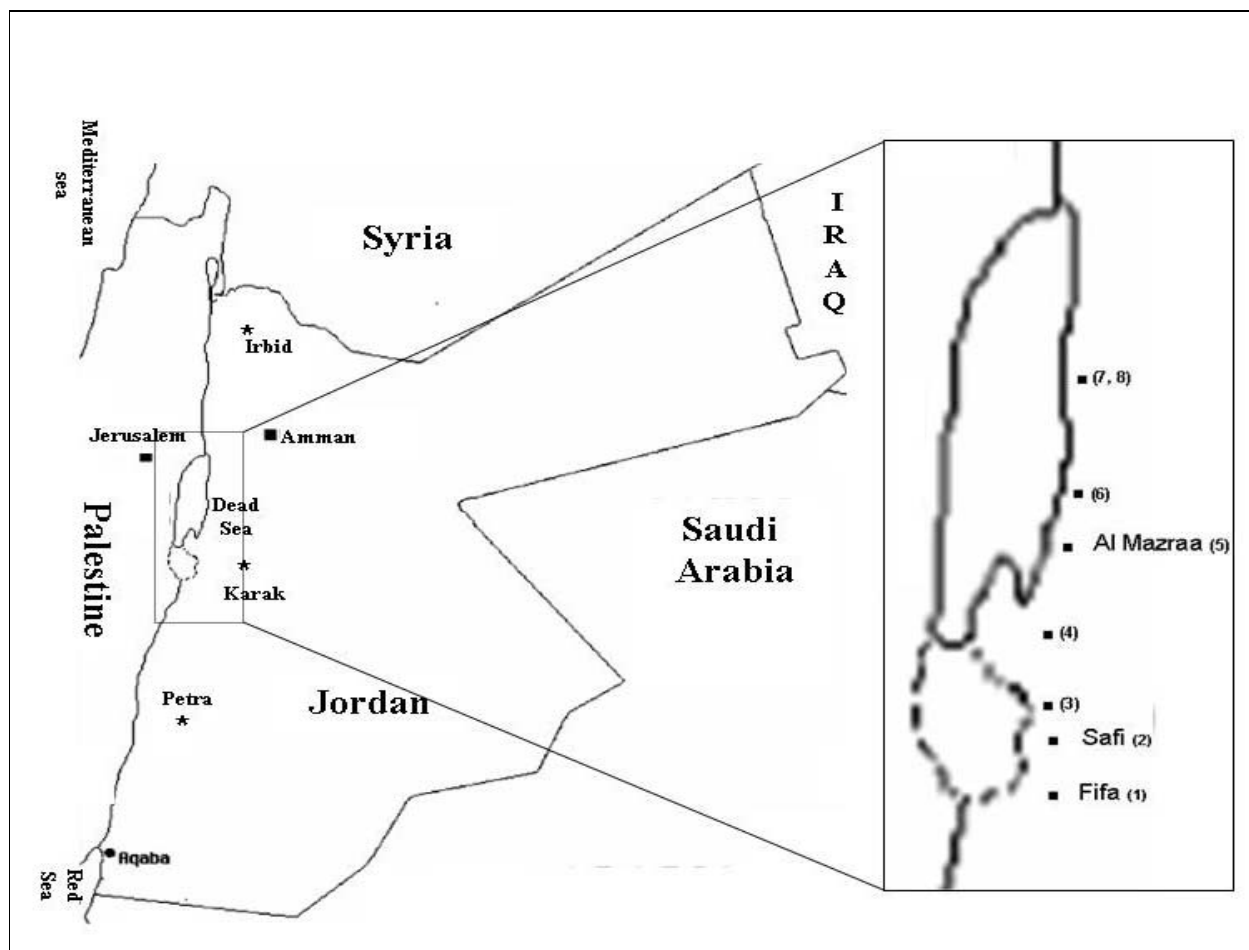 Mediterranean
sea
Syria
I
R
A
Q
Irbid
Jerusalem
Amman
Dead
Sea
Palestine
Karak
Saudi
Arabia
Petra
Jordan
Aqaba
Red
Sea
(7, 8)
(6)
Al Mazraa (5)
(4)
(3)
Safi (2)
Fifa (1)